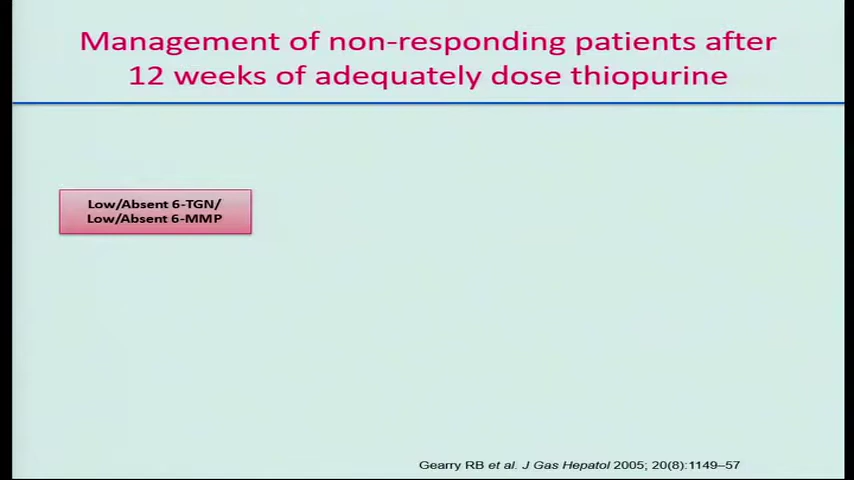 Management of non-responding patients after
12 weeks of adequately dose thiopurine
Low/Absent 6-TGN/
Low/Absent 6-MMP
Gearry RB et al. J Gas Hepatol 2005; 20(8):1149–57